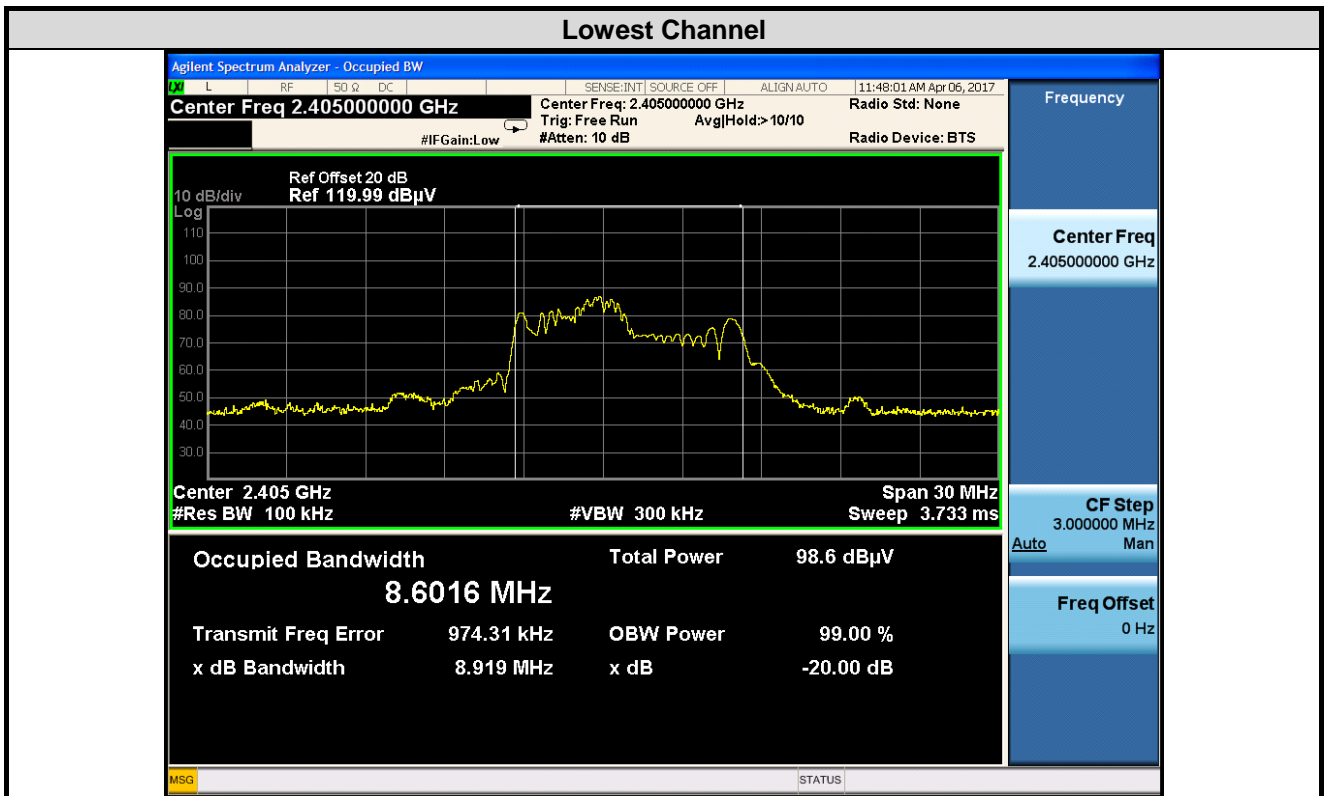 Lowest Channel
Agilent Spectrum Analyzer - Occupied BW
LXI L RF 50 Ω DC SENSE:INT SOURCE OFF ALIGN AUTO 11:48:01 AM Apr 06, 2017
Center Freq 2.405000000 GHz
Center Freq: 2.405000000 GHz
Radio Std: None
Trig: Free Run Avg|Hold:>10/10
#IFGain:Low
#Atten: 10 dB
Radio Device: BTS
Ref Offset 20 dB
10 dB/div Ref 119.99 dBµV
Log
110
100
90.0
80.0
70.0
60.0
50.0
40.0
30.0
Center 2.405 GHz Span 30 MHz
#Res BW 100 kHz #VBW 300 kHz Sweep 3.733 ms
Occupied Bandwidth Total Power 98.6 dBµV
8.6016 MHz
Transmit Freq Error 974.31 kHz OBW Power 99.00 %
x dB Bandwidth 8.919 MHz x dB -20.00 dB
Frequency
Center Freq
2.405000000 GHz
CF Step
3.000000 MHz
Auto Man
Freq Offset
0 Hz
MSG STATUS